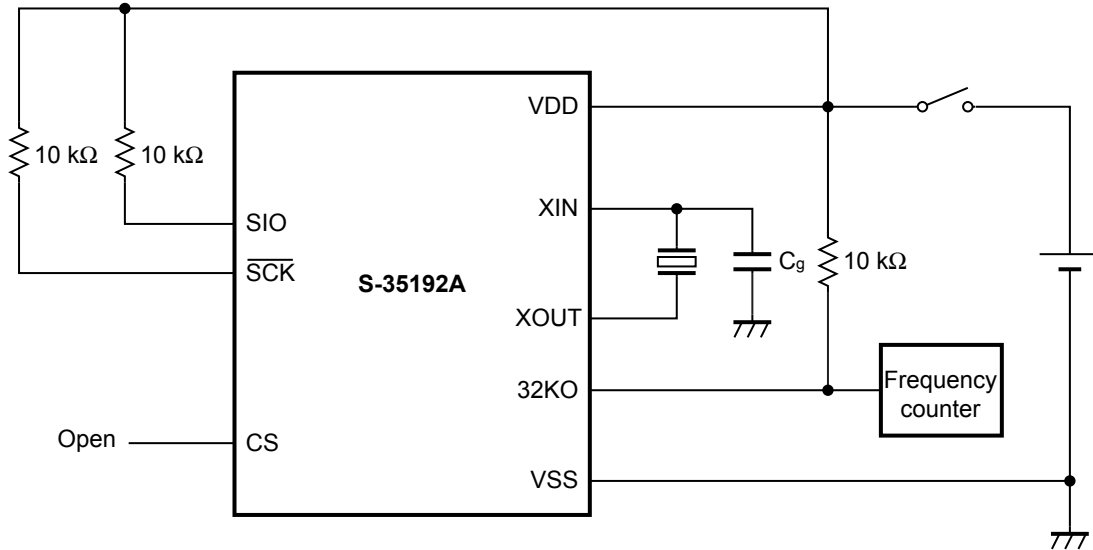 VDD
10 kΩ
10 kΩ
XIN
SIO
Cg
10 kΩ
SCK
S-35192A
XOUT
32KO
Frequency
counter
Open
CS
VSS